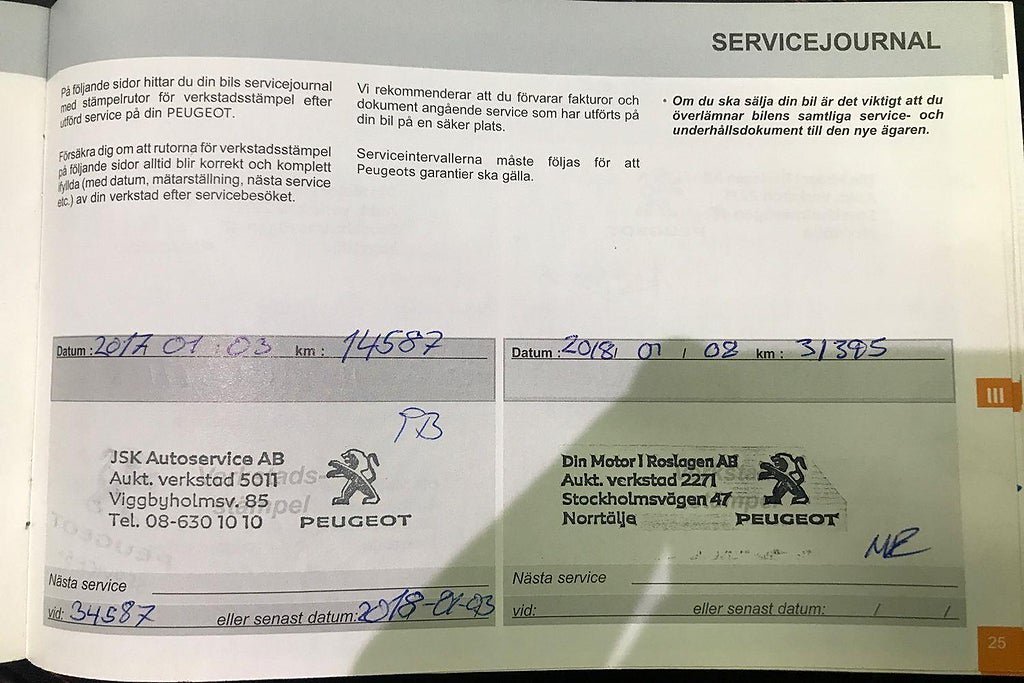 SERVICEJOURNAL
På följande sidor hittar du din bils servicejournal
med stämpelrutor för verkstadsstämpel efter
utförd service på din PEUGEOT.
Försäkra dig om att rutorna för verkstadsstämpel
på följande sidor alltid blir korrekt och komplett
ifyllda (med datum, mätarställning, nästa service
etc.) av din verkstad efter servicebesöket.
Vi rekommenderar att du förvarar fakturor och
dokument angående service som har utförts på
din bil på en säker plats.
Serviceintervallerna måste följas för att
Peugeots garantier ska gälla.
• Om du ska sälja din bil är det viktigt att du
överlämnar bilens samtliga service- och
underhållsdokument till den nye ägaren.
Datum : 2017 01 : 03 km : 14587
PB
JSK Autoservice AB
Aukt. verkstad 5011
Viggbyholmsv. 85
Tel. 08-630 10 10
PEUGEOT
Verkstads-
stämpel
Nästa service
vid: 34587 eller senast datum: 2018-01-03
Datum : 2018/ 01 / 08 km : 31395
Din Motor I Roslagen AB
Aukt. verkstad 2271
Stockholmsvägen 47
Norrtälje
PEUGEOT
MR
Nästa service
vid: eller senast datum: / /
III
25